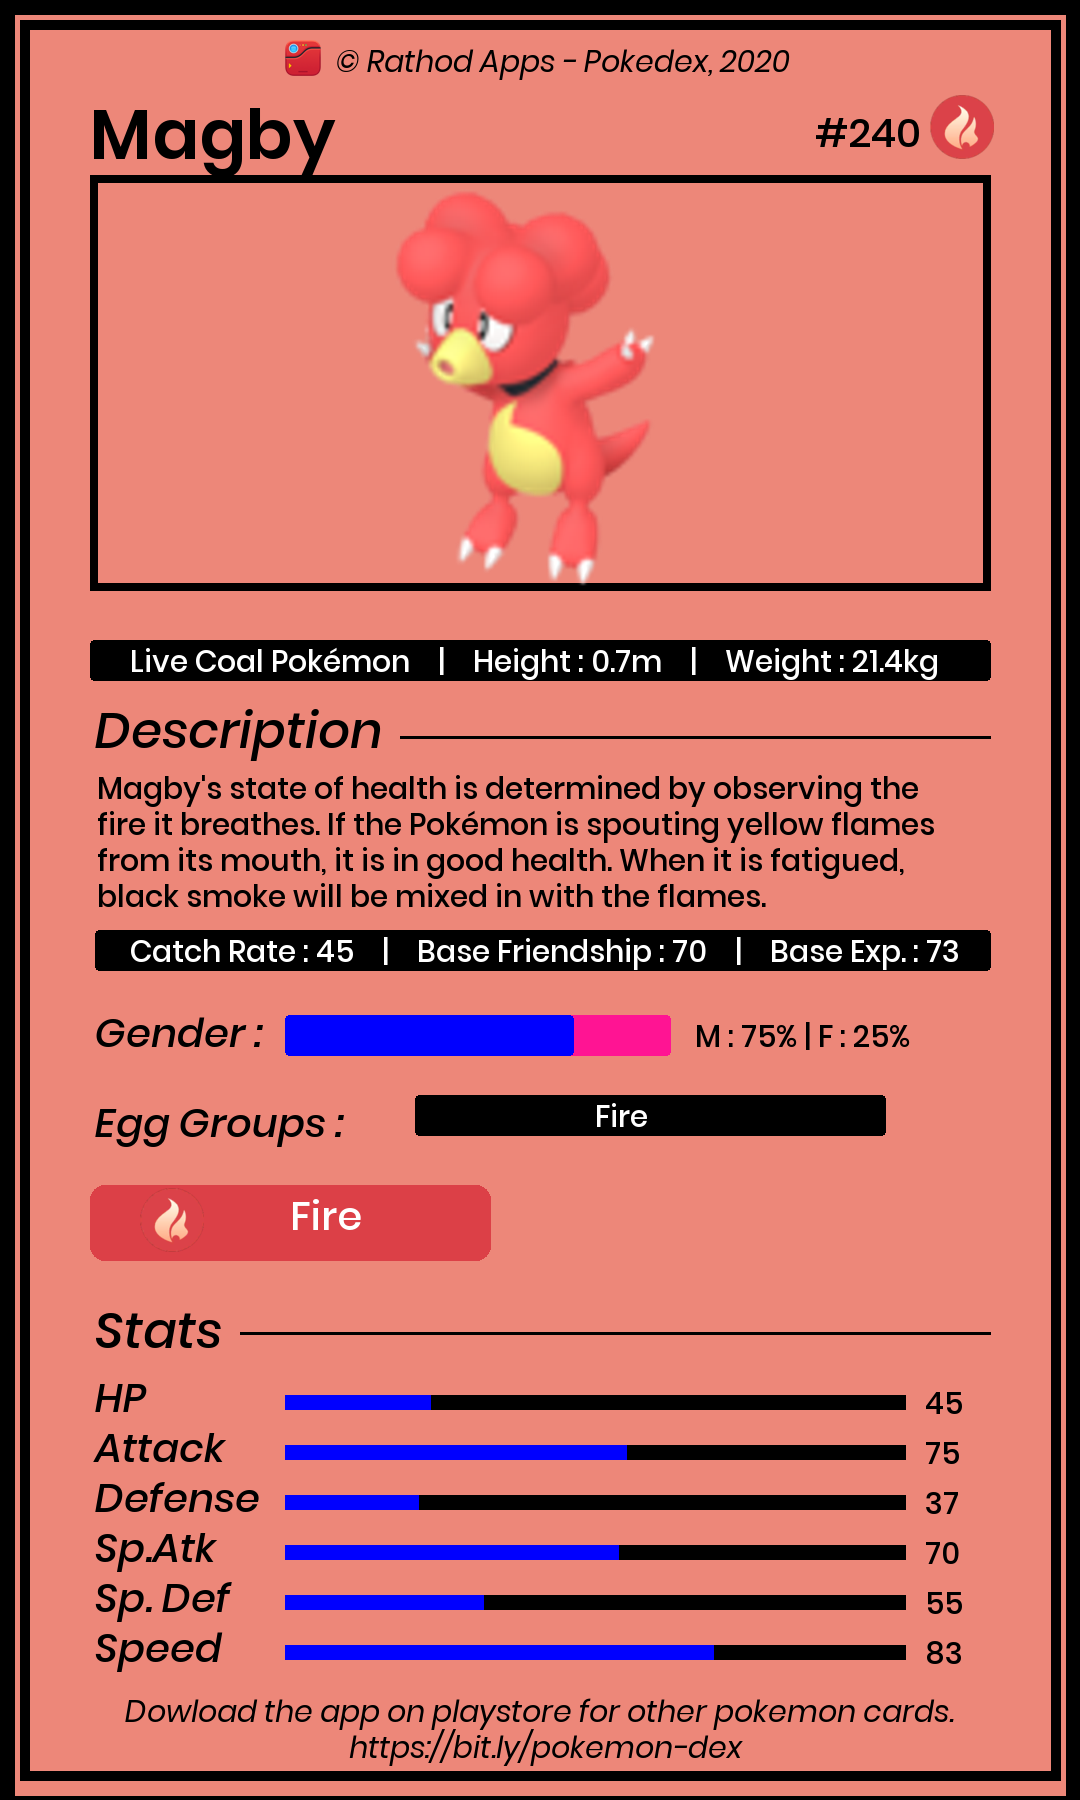 © Rathod Apps - Pokedex, 2020
Magby #240
Live Coal Pokémon | Height : 0.7m | Weight : 21.4kg
Description
Magby's state of health is determined by observing the
fire it breathes. If the Pokémon is spouting yellow flames
from its mouth, it is in good health. When it is fatigued,
black smoke will be mixed in with the flames.
Catch Rate : 45 | Base Friendship : 70 | Base Exp. : 73
Gender : M : 75% | F : 25%
Egg Groups : Fire
Fire
Stats
HP 45
Attack 75
Defense 37
Sp.Atk 70
Sp. Def 55
Speed 83
Dowload the app on playstore for other pokemon cards.
https://bit.ly/pokemon-dex